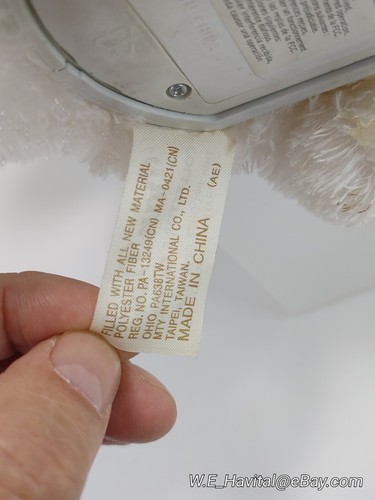 FILLED WITH ALL NEW MATERIAL
POLYESTER FIBER
REG. NO. PA-13249(CN) MA-0421(CN)
OHIO PA638TW
MTY INTERNATIONAL CO., LTD.
TAIPEI, TAIWAN.
MADE IN CHINA (AE)
W.E_Havital@eBay.com